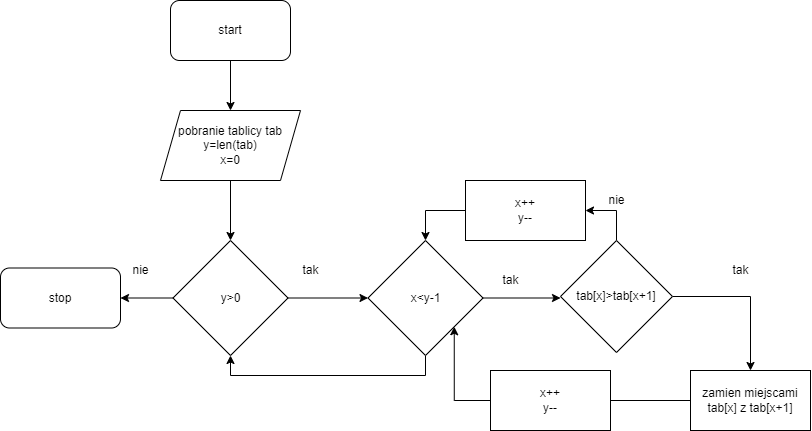 start
pobranie tablicy tab
y=len(tab)
x=0
x++
y--
nie
nie
tak
tak
tak
stop
y>0
x<y-1
tab[x]>tab[x+1]
x++
y--
zamien miejscami
tab[x] z tab[x+1]